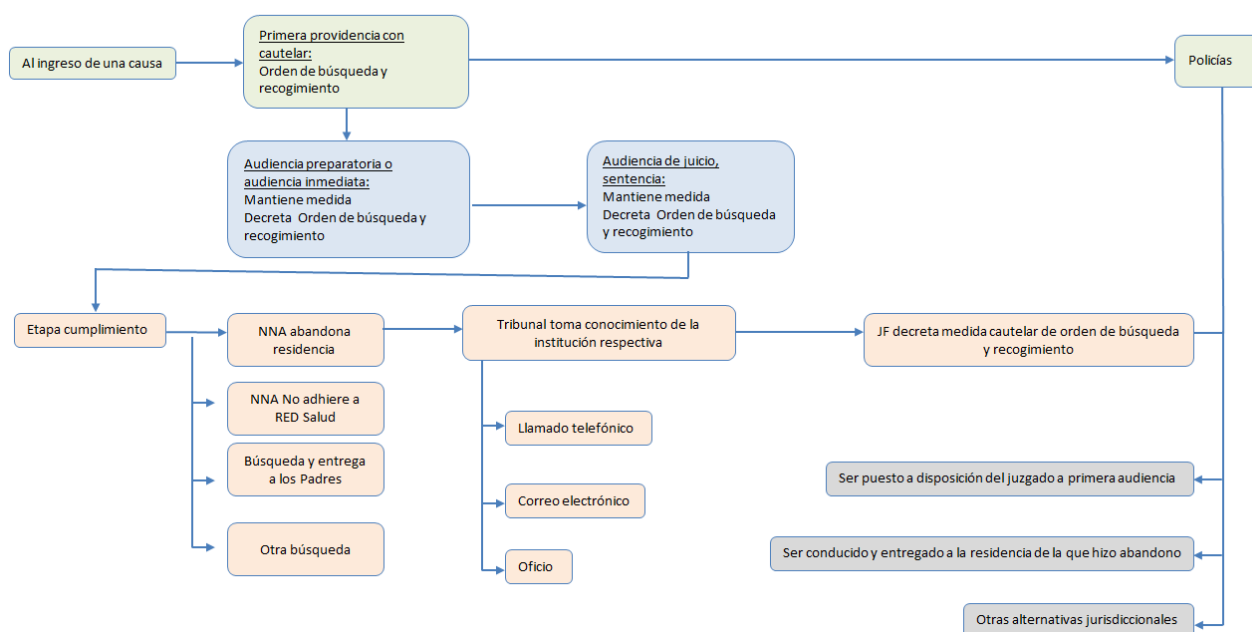 Al ingreso de una causa
Primera providencia con
cautelar:
Orden de búsqueda y
recogimiento
Policías
Audiencia preparatoria o
audiencia inmediata:
Mantiene medida
Decreta Orden de búsqueda y
recogimiento
Audiencia de juicio,
sentencia:
Mantiene medida
Decreta Orden de búsqueda
y recogimiento
Etapa cumplimiento
NNA abandona
residencia
Tribunal toma conocimiento de la
institución respectiva
JF decreta medida cautelar de orden de búsqueda
y recogimiento
NNA No adhiere a
RED Salud
Búsqueda y entrega
a los Padres
Otra búsqueda
Llamado telefónico
Correo electrónico
Oficio
Ser puesto a disposición del juzgado a primera audiencia
Ser conducido y entregado a la residencia de la que hizo abandono
Otras alternativas jurisdiccionales